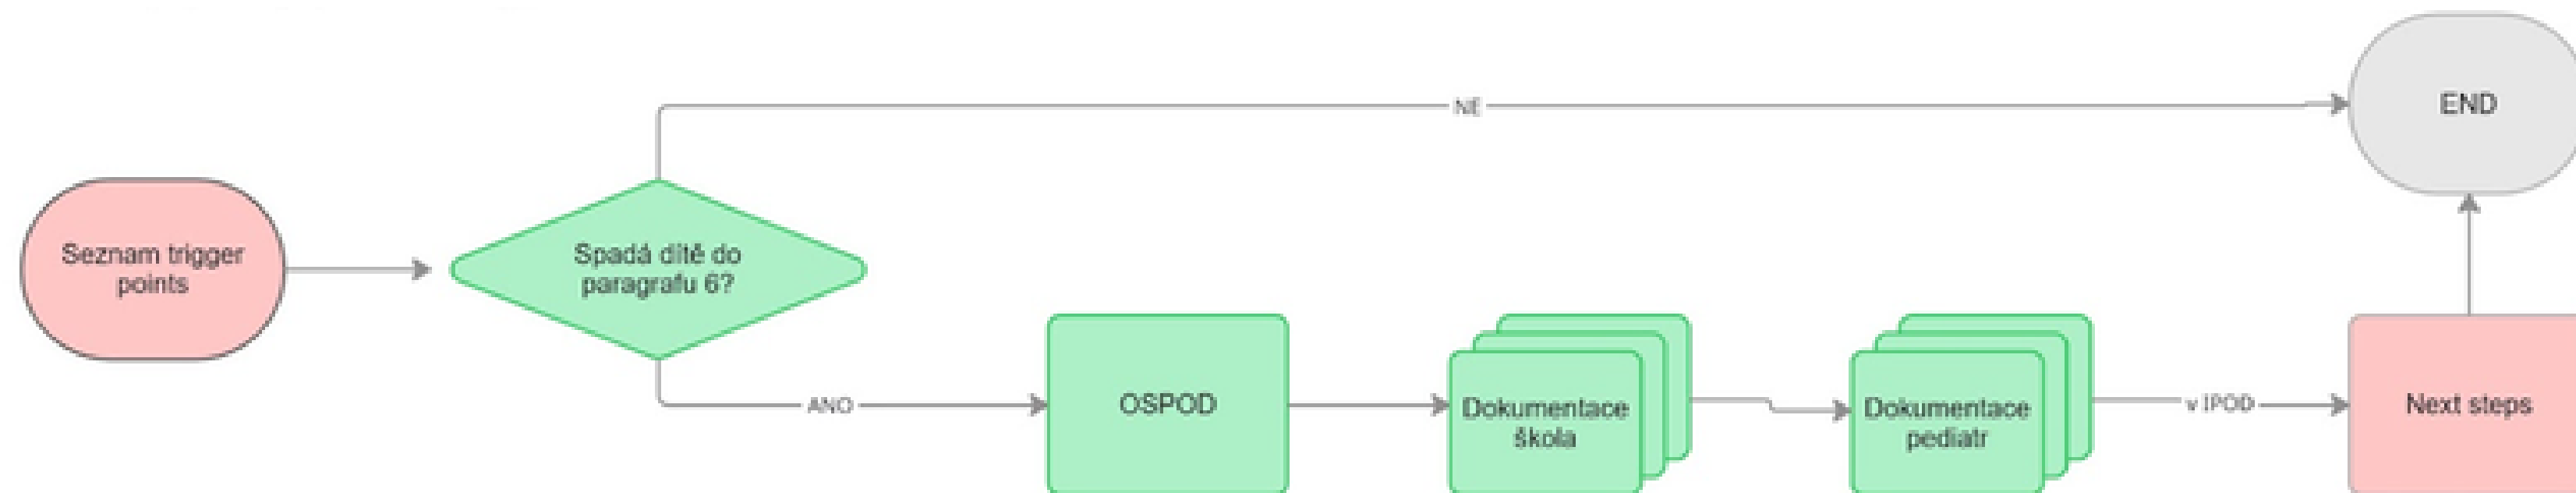 NE
END
Seznam trigger
points
Spadá dítě do
paragrafu 6?
ANO
OSPOD
Dokumentace
škola
Dokumentace
pediatr
v IPOD
Next steps